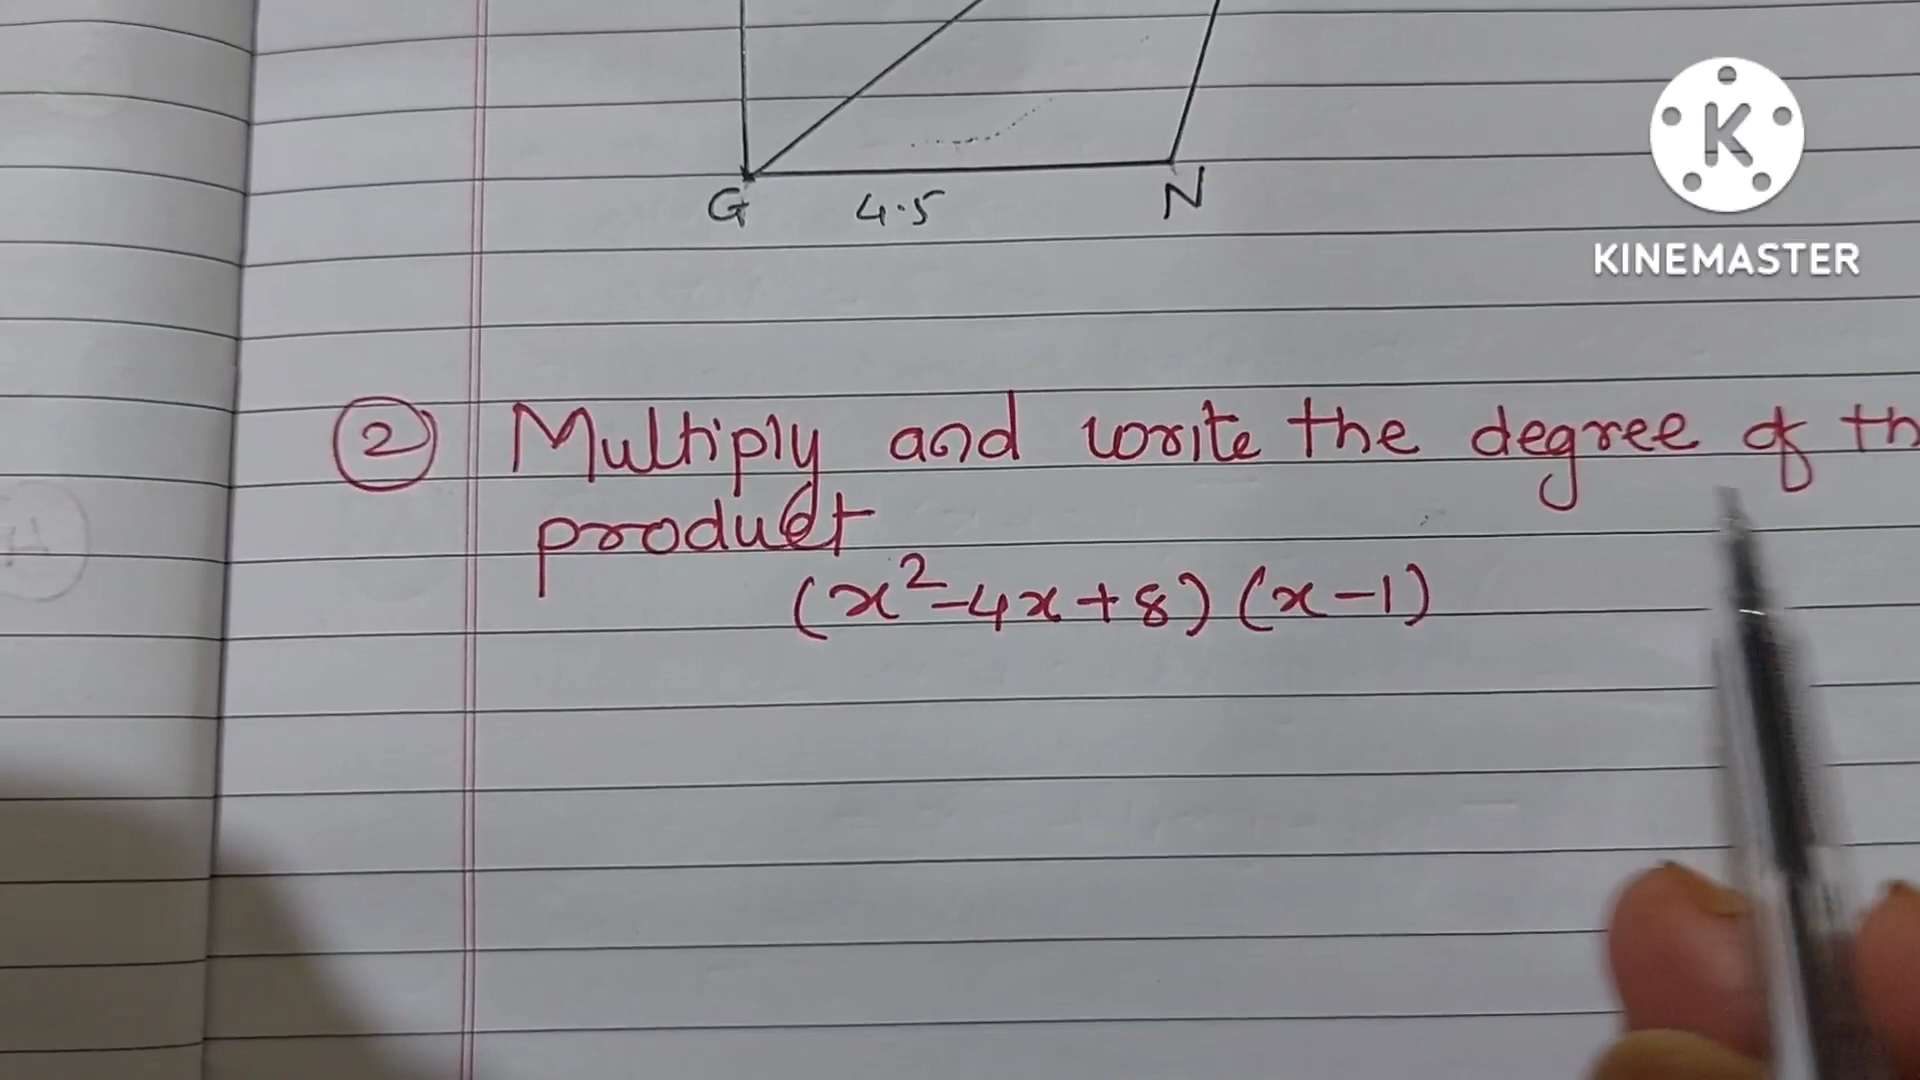 G 4.5 N
KINEMASTER
② Multiply and write the degree of th
product
(x²-4x+8) (x-1)